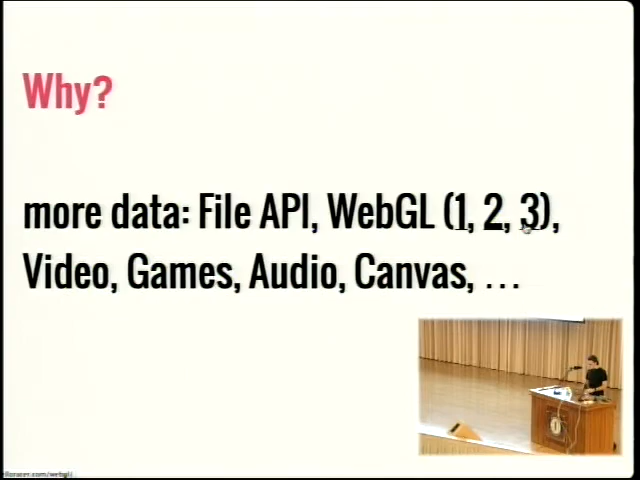 Why?
more data: File API, WebGL (1, 2, 3),
Video, Games, Audio, Canvas, ...